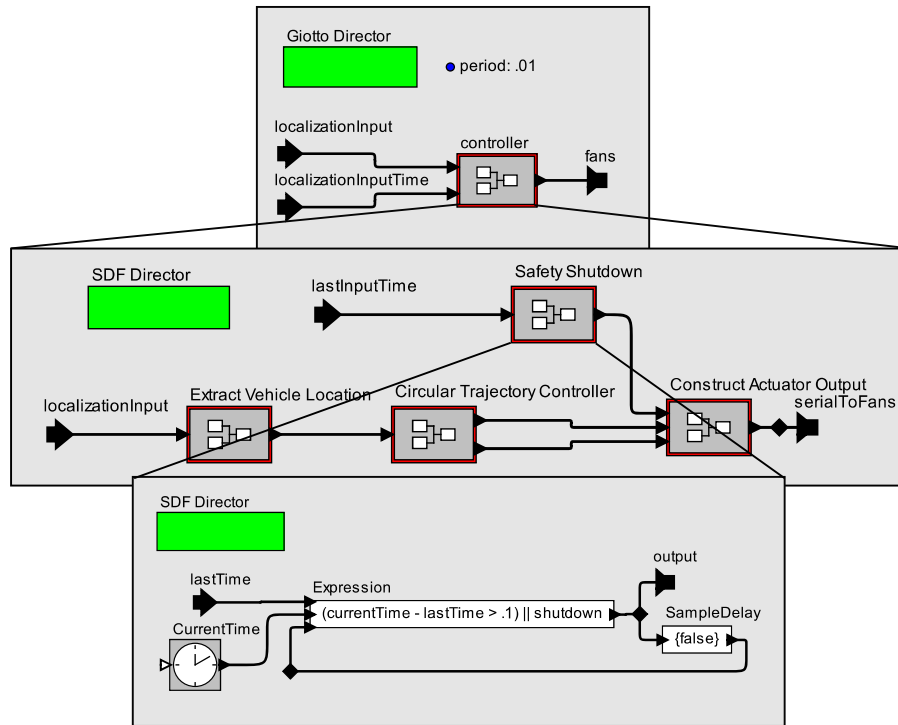 Giotto Director
period: .01
localizationInput
controller
fans
localizationInputTime
SDF Director
Safety Shutdown
lastInputTime
Extract Vehicle Location
Circular Trajectory Controller
Construct Actuator Output
localizationInput
serialToFans
SDF Director
lastTime
Expression
output
(currentTime - lastTime > .1) || shutdown
SampleDelay
CurrentTime
{false}